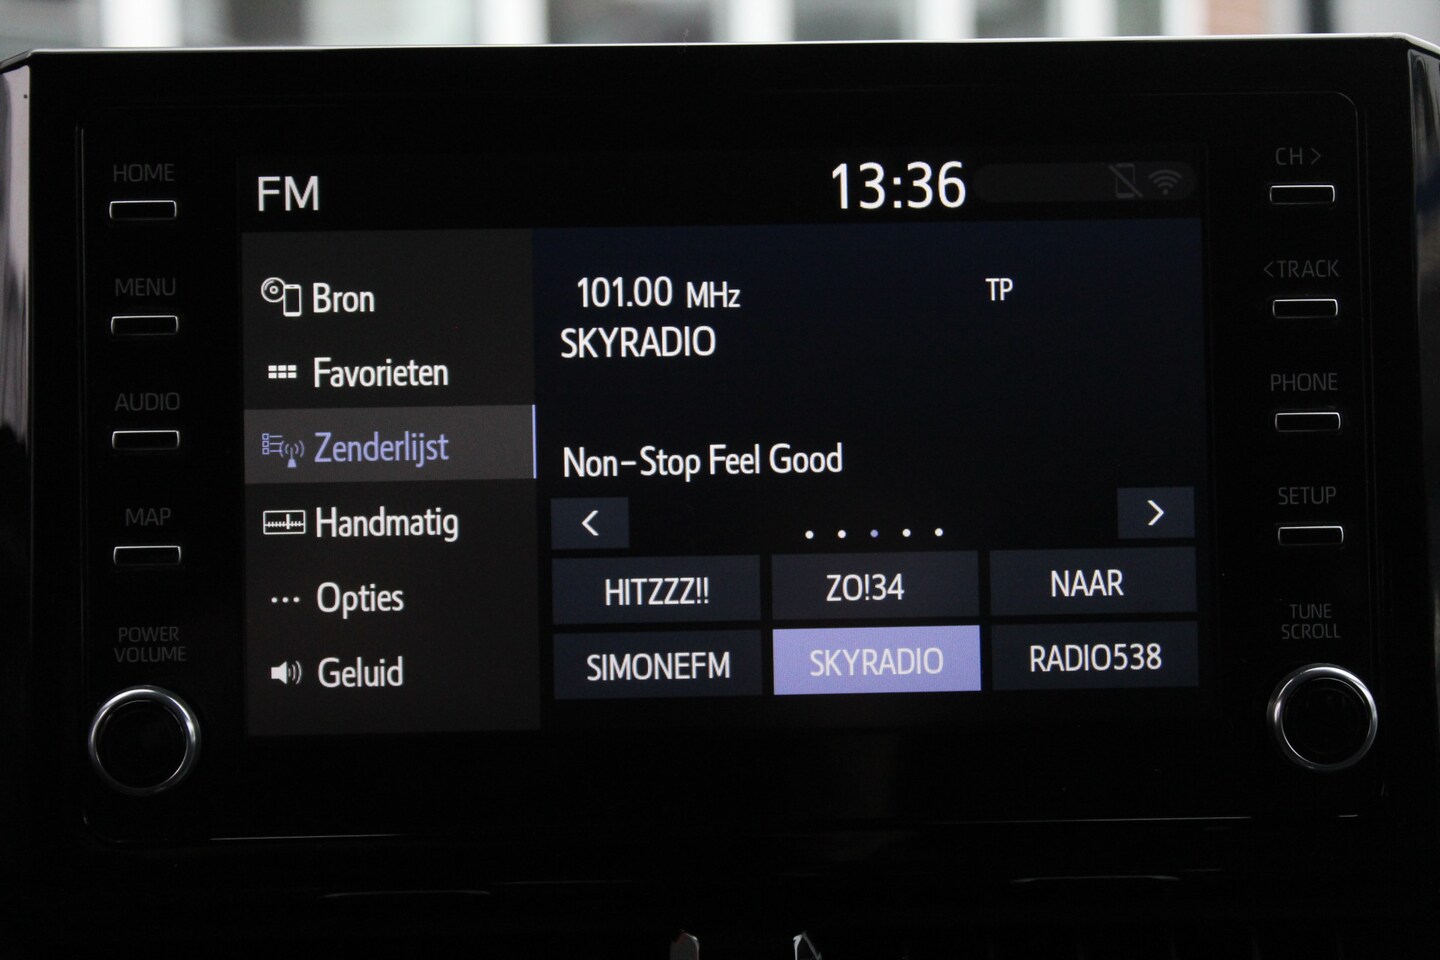 HOME
MENU
AUDIO
MAP
POWER
VOLUME
FM
13:36
Bron
Favorieten
Zenderlijst
Handmatig
Opties
Geluid
101.00 MHz
TP
SKYRADIO
Non-Stop Feel Good
<
>
HITZZZ!!
ZO!34
NAAR
SIMONEFM
SKYRADIO
RADIO538
CH >
<TRACK
PHONE
SETUP
TUNE
SCROLL